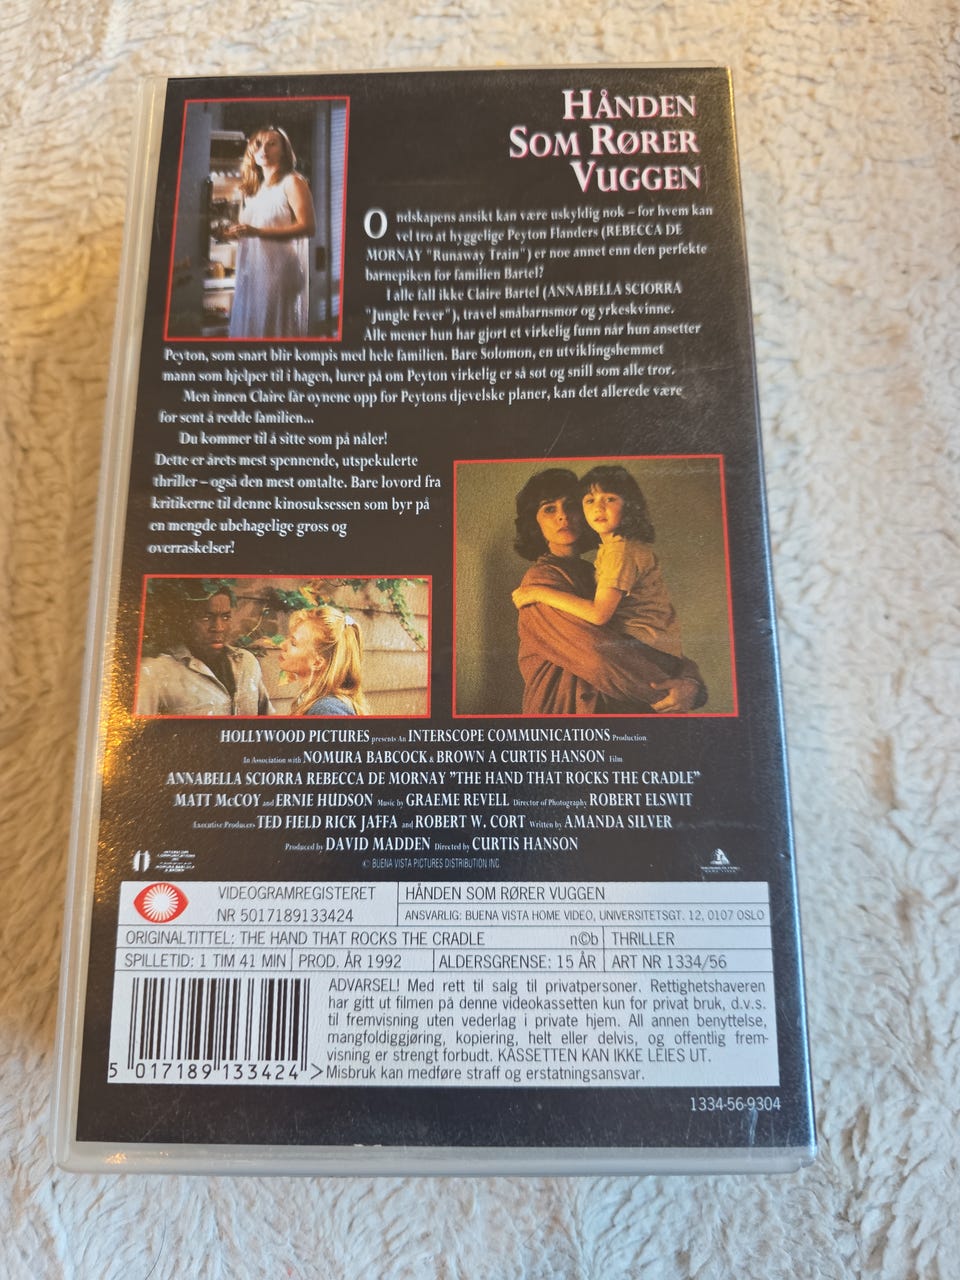 HÅNDEN
SOM RØRER
VUGGEN
Ondskapens ansikt kan være uskyldig nok – for hvem kan
vel tro at hyggelige Peyton Flanders (REBECCA DE
MORNAY "Runaway Train") er noe annet enn den perfekte
barnepiken for familien Bartel?
I alle fall ikke Claire Bartel (ANNABELLA SCIORRA
"Jungle Fever"), travel småbarnsmor og yrkeskvinne.
Alle mener hun har gjort et virkelig funn når hun ansetter
Peyton, som snart blir kompis med hele familien. Bare Solomon, en utviklingshemmet
mann som hjelper til i hagen, lurer på om Peyton virkelig er så søt og snill som alle tror.
Men innen Claire får øynene opp for Peytons djevelske planer, kan det allerede være
for sent å redde familien...
Du kommer til å sitte som på nåler!
Dette er årets mest spennende, utspekulerte
thriller – også den mest omtalte. Bare lovord fra
kritikerne til denne kinosuksessen som byr på
en mengde ubehagelige gross og
overraskelser!
HOLLYWOOD PICTURES presents An INTERSCOPE COMMUNICATIONS Production
In Association with NOMURA BABCOCK & BROWN A CURTIS HANSON Film
ANNABELLA SCIORRA REBECCA DE MORNAY "THE HAND THAT ROCKS THE CRADLE"
MATT McCOY and ERNIE HUDSON Music by GRAEME REVELL Director of Photography ROBERT ELSWIT
Executive Producers TED FIELD RICK JAFFA and ROBERT W. CORT Written by AMANDA SILVER
Produced by DAVID MADDEN Directed by CURTIS HANSON
© BUENA VISTA PICTURES DISTRIBUTION INC.
INTERSCOPE
COMMUNICATIONS
NOMURA BABCOCK
& BROWN
VIDEOGRAMREGISTERET
NR 5017189133424
HÅNDEN SOM RØRER VUGGEN
ANSVARLIG: BUENA VISTA HOME VIDEO, UNIVERSITETSGT. 12, 0107 OSLO
ORIGINALTITTEL: THE HAND THAT ROCKS THE CRADLE n©b THRILLER
SPILLETID: 1 TIM 41 MIN PROD. ÅR 1992 ALDERSGRENSE: 15 ÅR ART NR 1334/56
ADVARSEL! Med rett til salg til privatpersoner. Rettighetshaveren
har gitt ut filmen på denne videokassetten kun for privat bruk, d.v.s.
til fremvisning uten vederlag i private hjem. All annen benyttelse,
mangfoldiggjøring, kopiering, helt eller delvis, og offentlig frem-
visning er strengt forbudt. KASSETTEN KAN IKKE LEIES UT.
Misbruk kan medføre straff og erstatningsansvar.
5 017189 133424 >
1334-56-9304